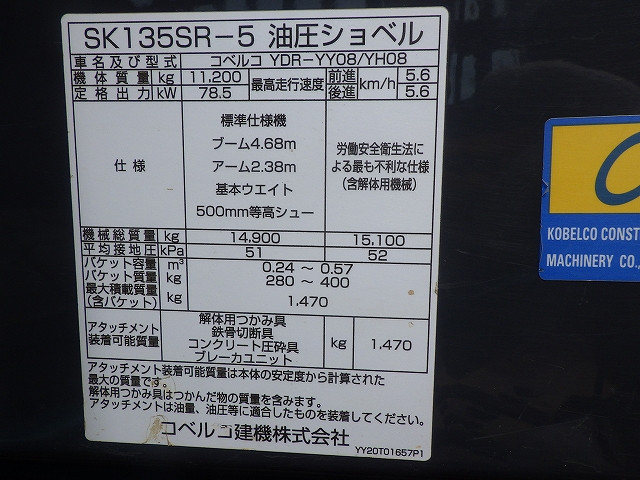 SK135SR-5 油圧ショベル
車名及び型式 コベルコ YDR-YY08/YH08
機体質量 kg 11,200 最高走行速度 前進 km/h 5.6
定格出力 kW 78.5 後進 5.6
仕様
標準仕様機
ブーム4.68m
アーム2.38m
基本ウエイト
500mm等高シュー
労働安全衛生法に
よる最も不利な仕様
(含解体用機械)
機械総質量 kg 14,900 15,100
平均接地圧 kPa 51 52
バケット容量 m³ 0.24 ～ 0.57
バケット質量 kg 280 ～ 400
最大積載質量
(含バケット) kg 1,470
アタッチメント
装着可能質量
解体用つかみ具
鉄骨切断具
コンクリート圧砕具
ブレーカユニット
kg 1,470
アタッチメント装着可能質量は本体の安定度から計算された
最大の質量です。
解体用つかみ具はつかんだ物の質量を含みます。
アタッチメントは油量、油圧等に適合したものを装着してください。
コベルコ建機株式会社
YY20T01657P1
KOBELCO CONST
MACHINERY CO.,